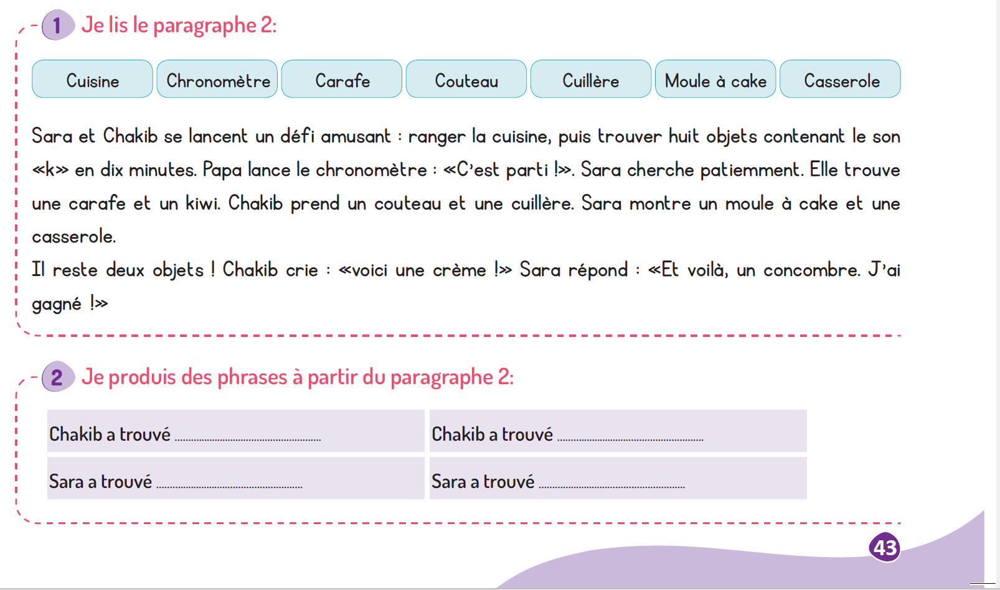 1 Je lis le paragraphe 2:
Cuisine Chronomètre Carafe Couteau Cuillère Moule à cake Casserole
Sara et Chakib se lancent un défi amusant : ranger la cuisine, puis trouver huit objets contenant le son
«k» en dix minutes. Papa lance le chronomètre : «C'est parti !». Sara cherche patiemment. Elle trouve
une carafe et un kiwi. Chakib prend un couteau et une cuillère. Sara montre un moule à cake et une
casserole.
Il reste deux objets ! Chakib crie : «voici une crème !» Sara répond : «Et voilà, un concombre. J'ai
gagné !»
2 Je produis des phrases à partir du paragraphe 2:
Chakib a trouvé ...................................................... Chakib a trouvé ......................................................
Sara a trouvé ...................................................... Sara a trouvé ......................................................
43